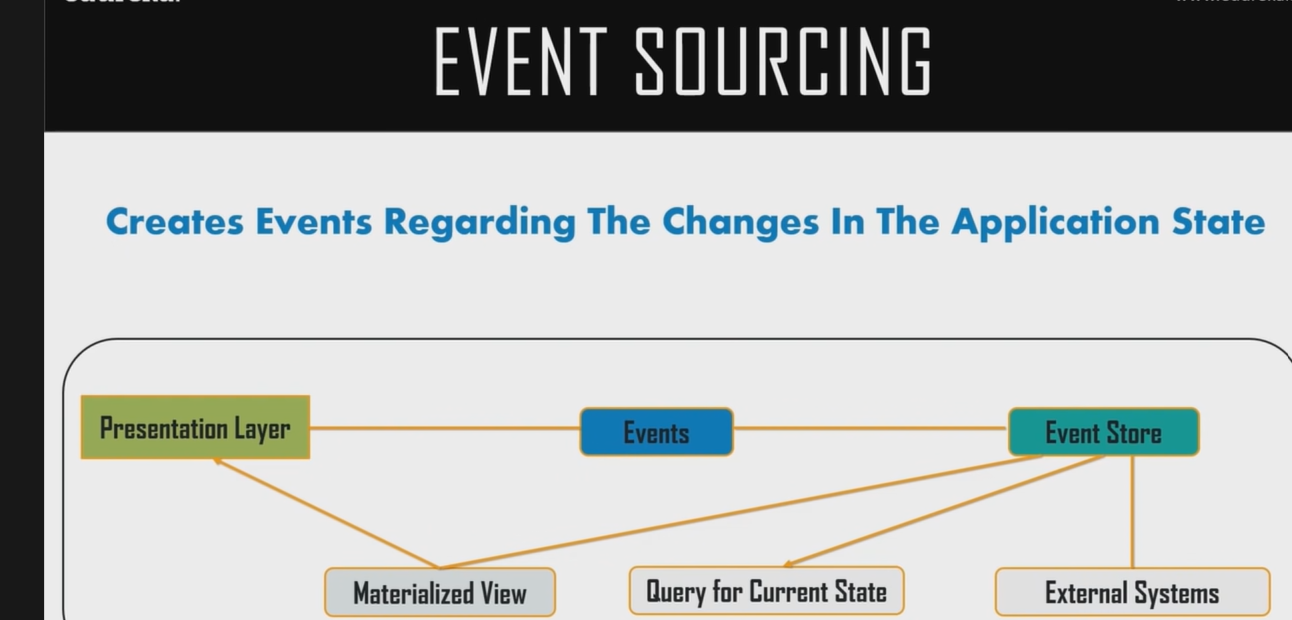 EVENT SOURCING
Creates Events Regarding The Changes In The Application State
Presentation Layer
Events
Event Store
Materialized View
Query for Current State
External Systems